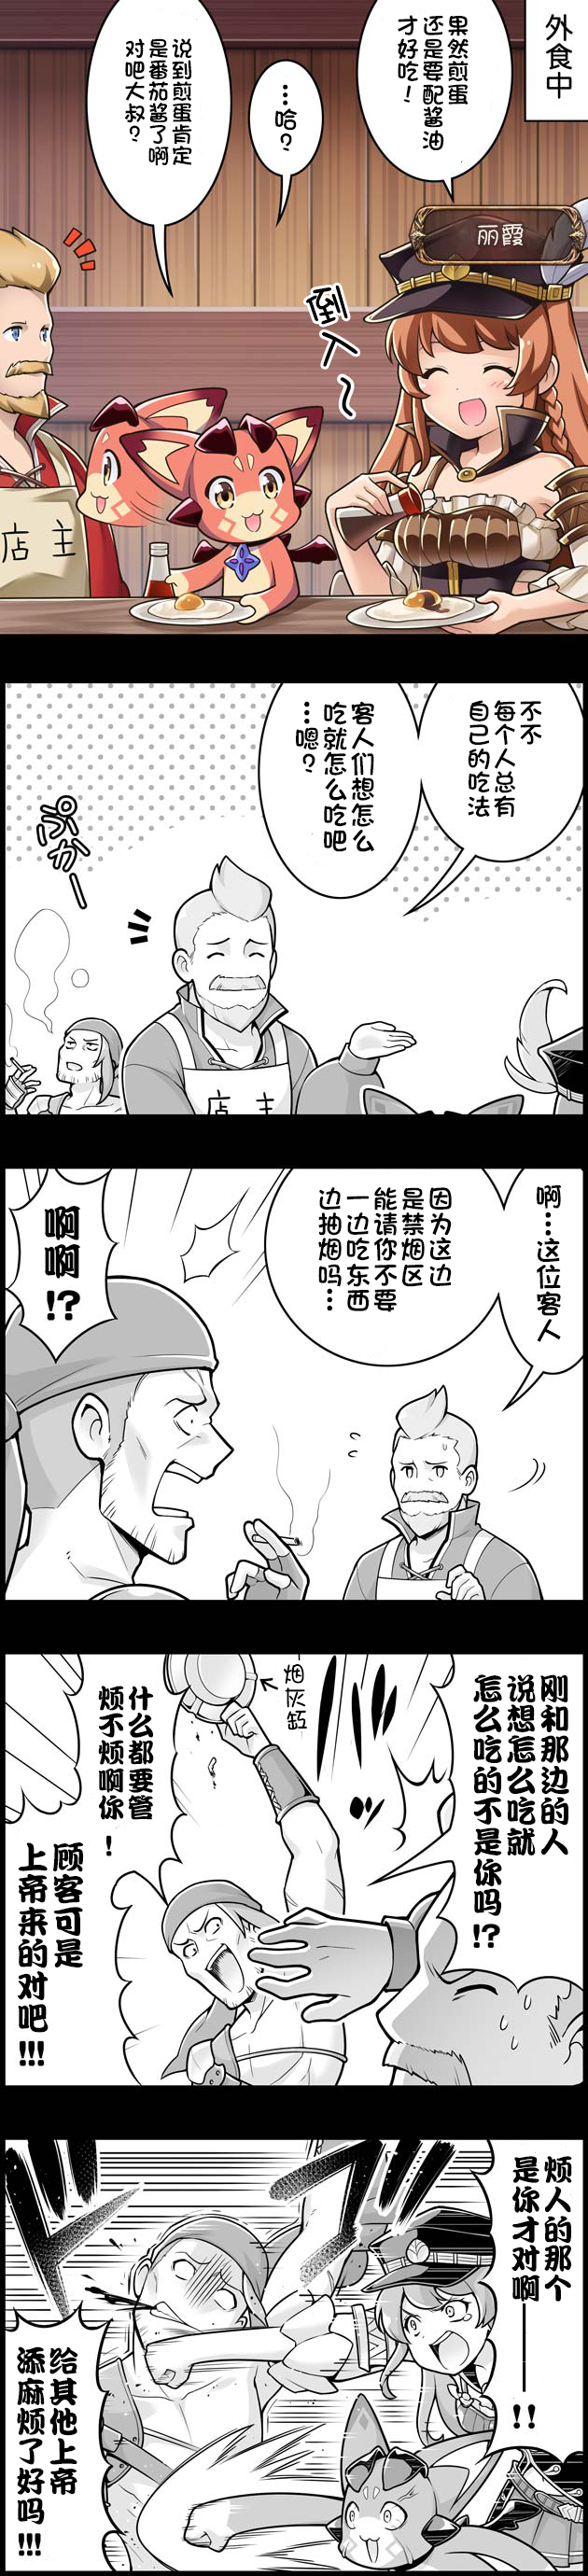 外食中
果然煎蛋
还是要配酱油
才好吃！
…哈？
说到煎蛋肯定
是番茄酱了啊
对吧大叔？
丽霞
倒入～
店主
不不
每个人总有
自己的吃法
客人们想怎么
吃就怎么吃吧
…嗯？
ぷかー
店主
啊…这位客人
因为这边
是禁烟区
能请你不要
一边吃东西
边抽烟吗…
啊啊!?
刚和那边的人
说想怎么吃就
怎么吃的不是你吗!?
烟灰缸
什么都要管
烦不烦啊你！
顾客可是
上帝来的对吧!!!
烦人的那个
是你才对啊——!!
给其他上帝
添麻烦了好吗!!!